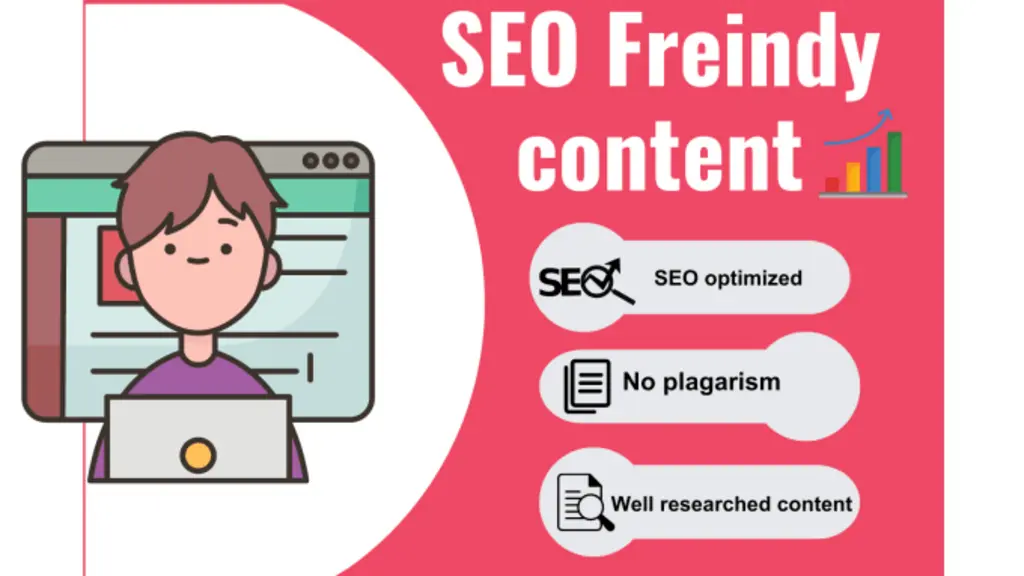 SEO Freindy
content
SEO
SEO optimized
No plagarism
Well researched content